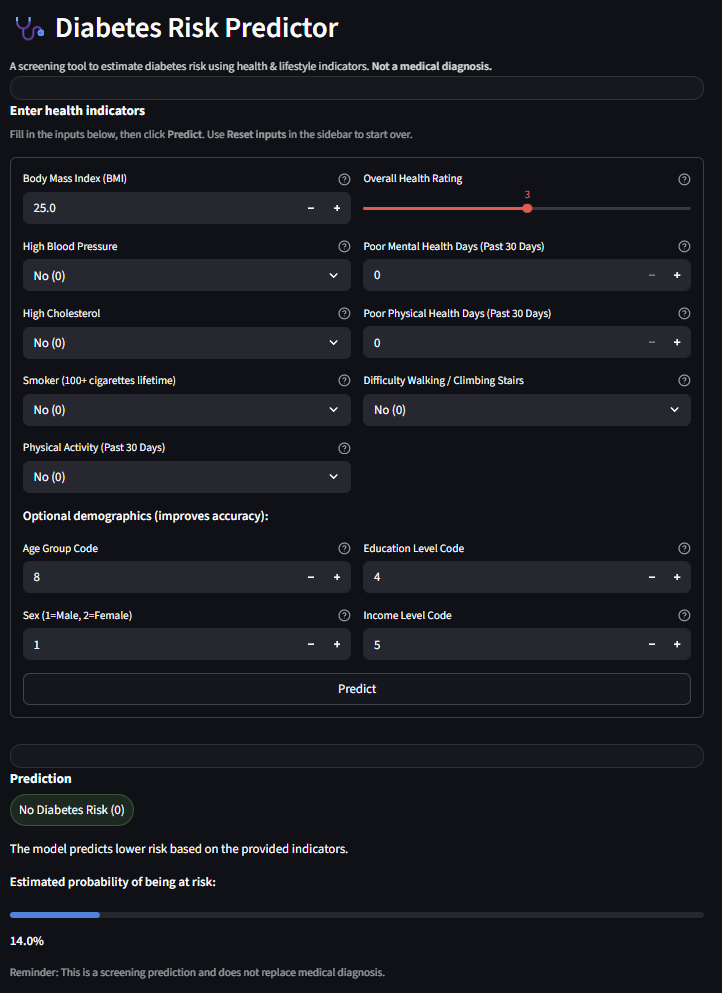 Diabetes Risk Predictor
A screening tool to estimate diabetes risk using health & lifestyle indicators. Not a medical diagnosis.
Enter health indicators
Fill in the inputs below, then click Predict. Use Reset inputs in the sidebar to start over.
Body Mass Index (BMI)
25.0
Overall Health Rating
3
High Blood Pressure
No (0)
Poor Mental Health Days (Past 30 Days)
0
High Cholesterol
No (0)
Poor Physical Health Days (Past 30 Days)
0
Smoker (100+ cigarettes lifetime)
No (0)
Difficulty Walking / Climbing Stairs
No (0)
Physical Activity (Past 30 Days)
No (0)
Optional demographics (improves accuracy):
Age Group Code
8
Education Level Code
4
Sex (1=Male, 2=Female)
1
Income Level Code
5
Predict
Prediction
No Diabetes Risk (0)
The model predicts lower risk based on the provided indicators.
Estimated probability of being at risk:
14.0%
Reminder: This is a screening prediction and does not replace medical diagnosis.